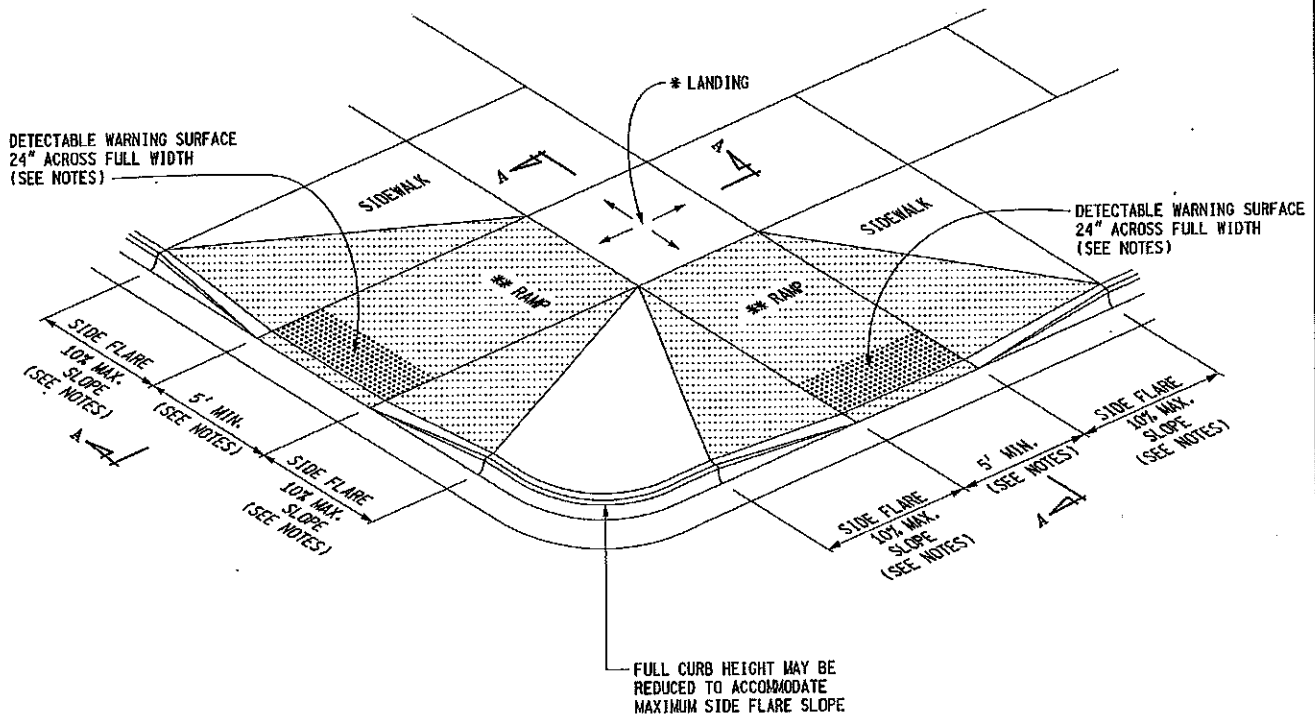 * LANDING
DETECTABLE WARNING SURFACE
24" ACROSS FULL WIDTH
(SEE NOTES)
A
A
SIDEWALK
SIDEWALK
DETECTABLE WARNING SURFACE
24" ACROSS FULL WIDTH
(SEE NOTES)
** RAMP
** RAMP
SIDE FLARE
10% MAX.
SLOPE
(SEE NOTES)
5' MIN.
(SEE NOTES)
A
SIDE FLARE
10% MAX.
SLOPE
(SEE NOTES)
SIDE FLARE
10% MAX.
SLOPE
(SEE NOTES)
5' MIN.
(SEE NOTES)
A
SIDE FLARE
10% MAX.
SLOPE
(SEE NOTES)
FULL CURB HEIGHT MAY BE
REDUCED TO ACCOMMODATE
MAXIMUM SIDE FLARE SLOPE